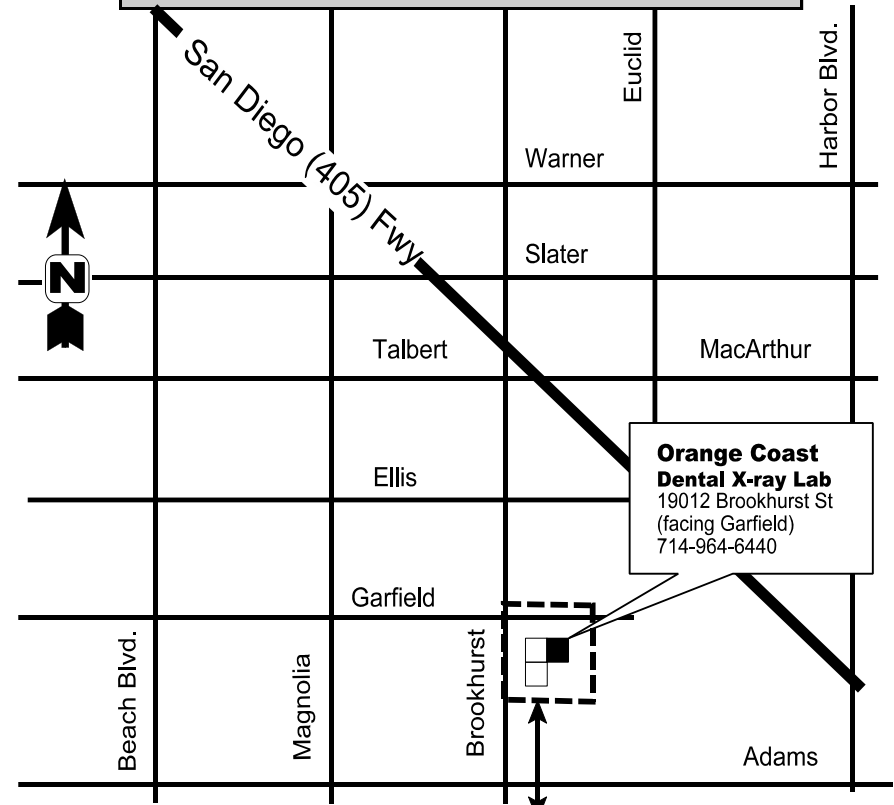 San Diego (405) Fwy
Euclid
Harbor Blvd.
Warner
N
Slater
Talbert
MacArthur
Ellis
Orange Coast
Dental X-ray Lab
19012 Brookhurst St
(facing Garfield)
714-964-6440
Garfield
Beach Blvd.
Magnolia
Brookhurst
Adams